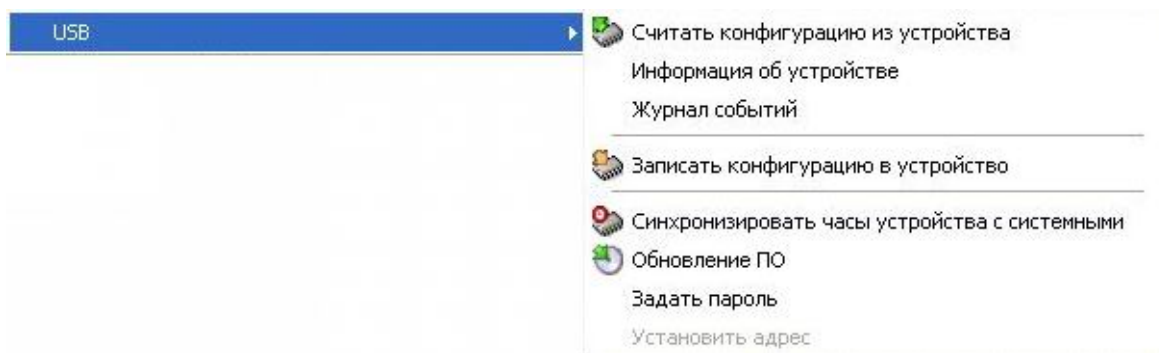 USB
Считать конфигурацию из устройства
Информация об устройстве
Журнал событий
Записать конфигурацию в устройство
Синхронизировать часы устройства с системными
Обновление ПО
Задать пароль
Установить адрес